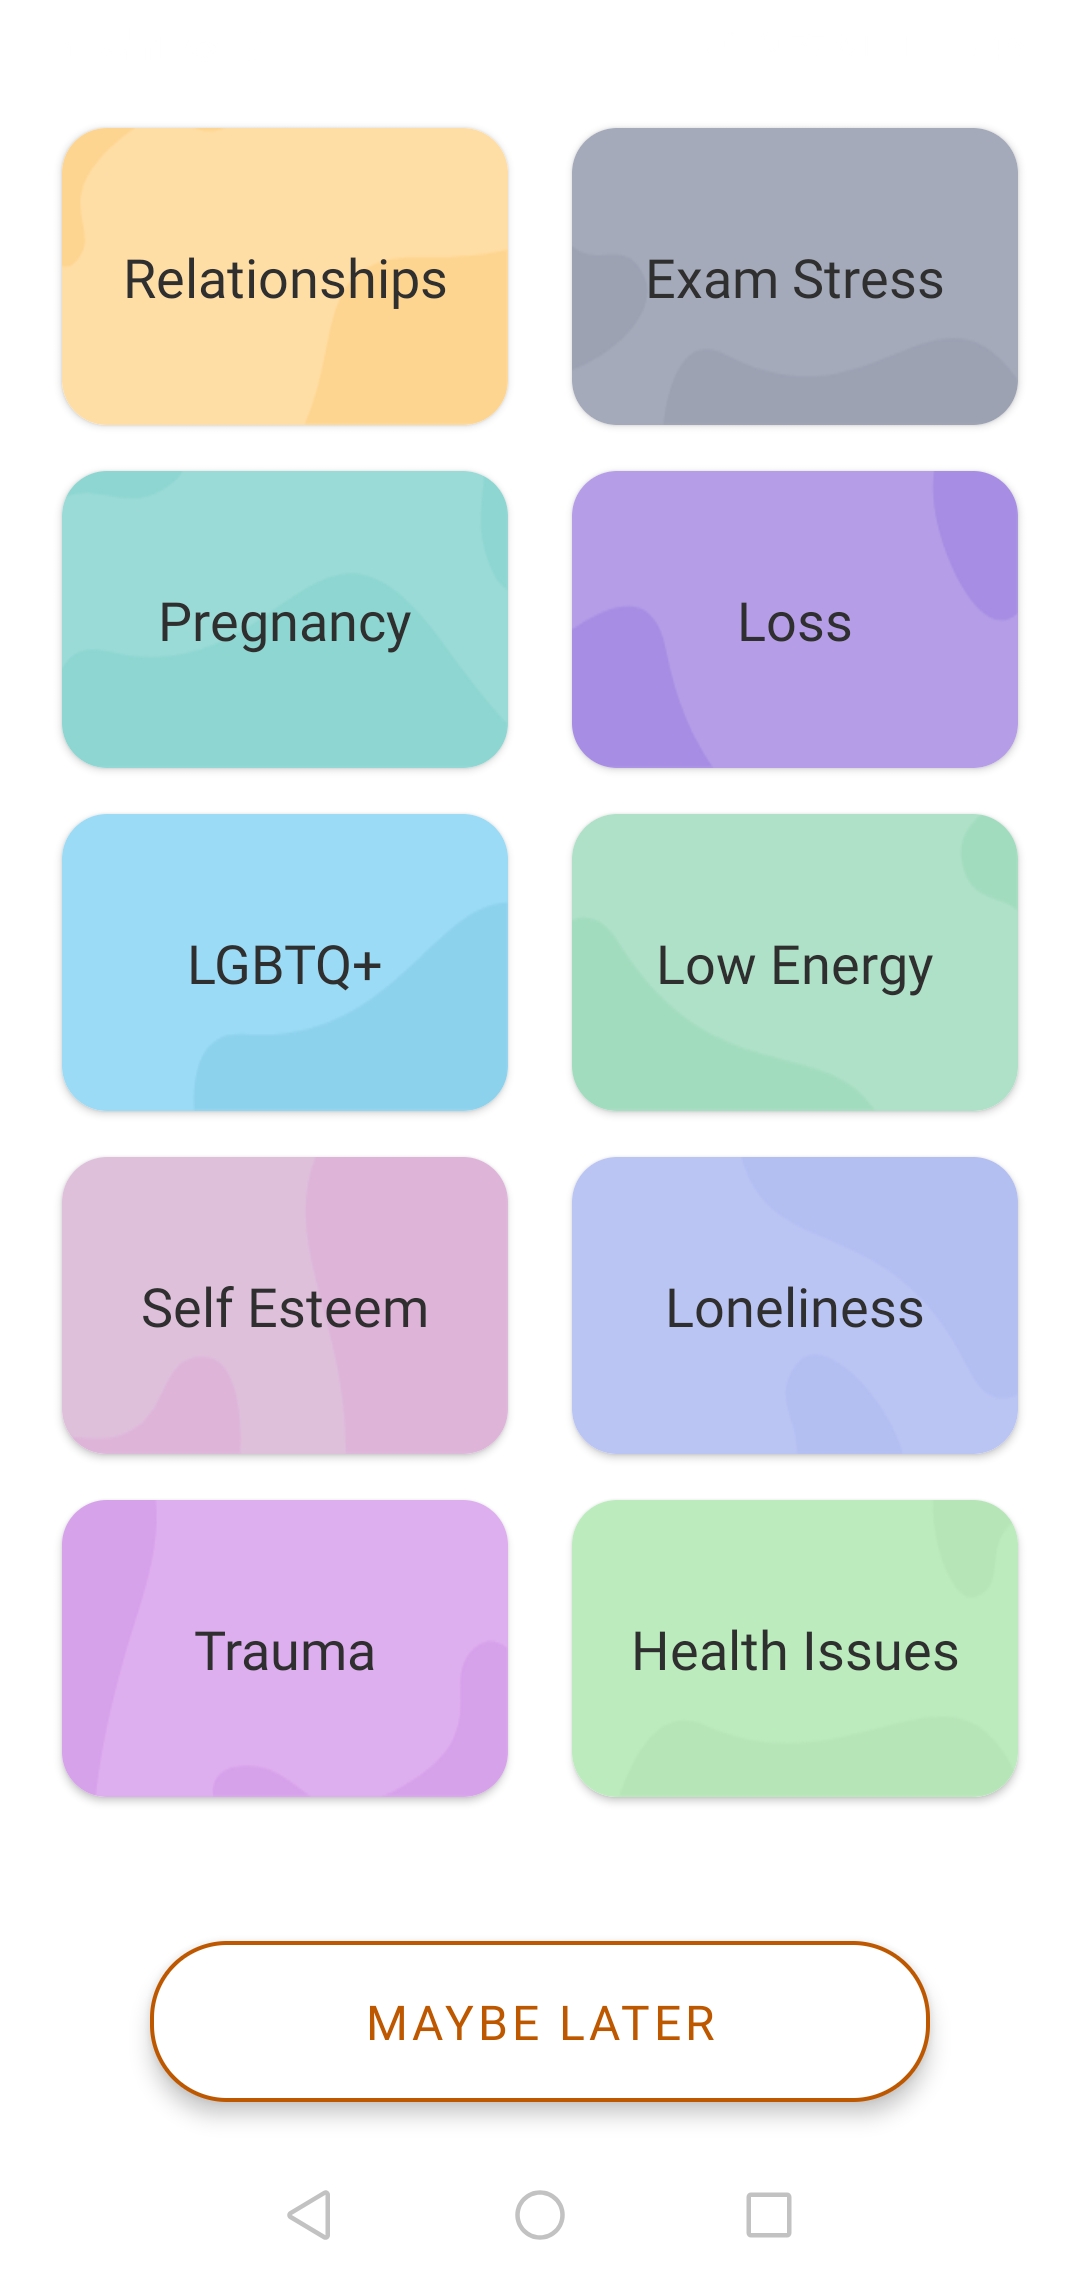 Relationships
Exam Stress
Pregnancy
Loss
LGBTQ+
Low Energy
Self Esteem
Loneliness
Trauma
Health Issues
MAYBE LATER